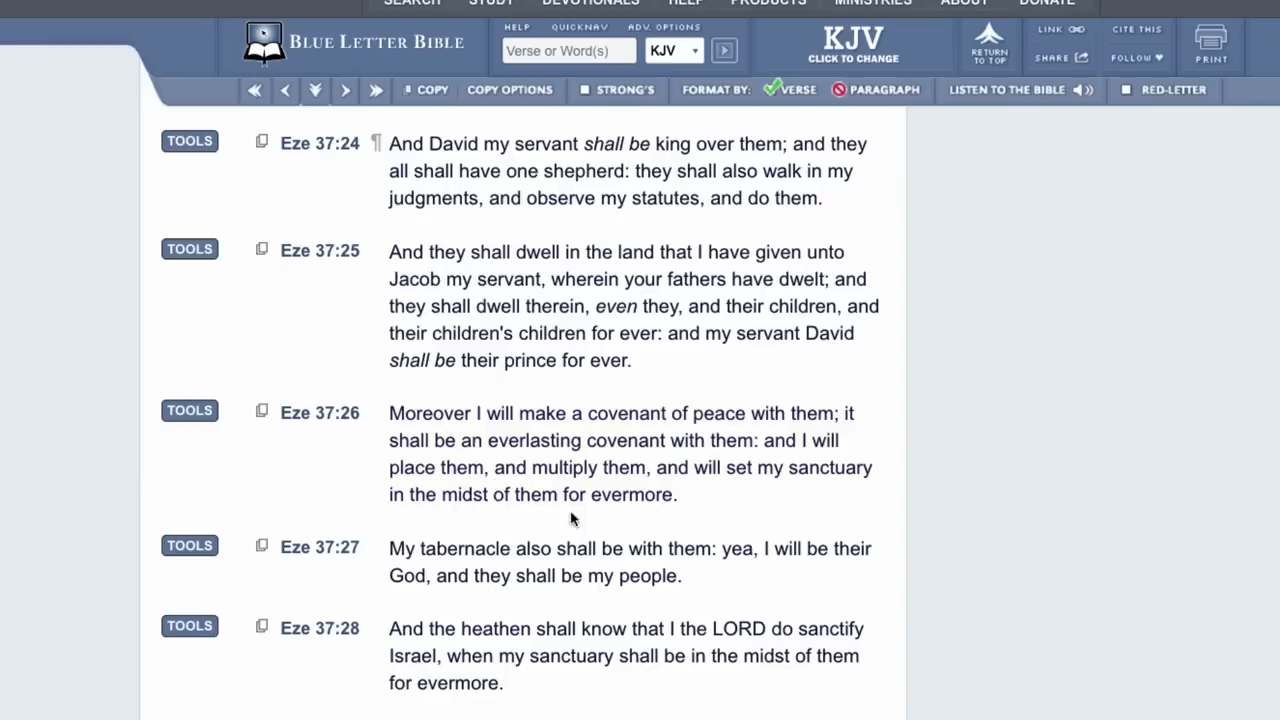 SEARCH STUDY DEVOTIONALS HELP PRODUCTS MINISTRIES ABOUT DONATE
HELP QUICKNAV ADV. OPTIONS
BLUE LETTER BIBLE
Verse or Word(s) KJV
KJV
CLICK TO CHANGE
RETURN
TO TOP
LINK CITE THIS
SHARE FOLLOW
PRINT
COPY COPY OPTIONS STRONG'S FORMAT BY: VERSE PARAGRAPH LISTEN TO THE BIBLE RED-LETTER
TOOLS Eze 37:24 ¶ And David my servant shall be king over them; and they
all shall have one shepherd: they shall also walk in my
judgments, and observe my statutes, and do them.
TOOLS Eze 37:25 And they shall dwell in the land that I have given unto
Jacob my servant, wherein your fathers have dwelt; and
they shall dwell therein, even they, and their children, and
their children's children for ever: and my servant David
shall be their prince for ever.
TOOLS Eze 37:26 Moreover I will make a covenant of peace with them; it
shall be an everlasting covenant with them: and I will
place them, and multiply them, and will set my sanctuary
in the midst of them for evermore.
TOOLS Eze 37:27 My tabernacle also shall be with them: yea, I will be their
God, and they shall be my people.
TOOLS Eze 37:28 And the heathen shall know that I the LORD do sanctify
Israel, when my sanctuary shall be in the midst of them
for evermore.